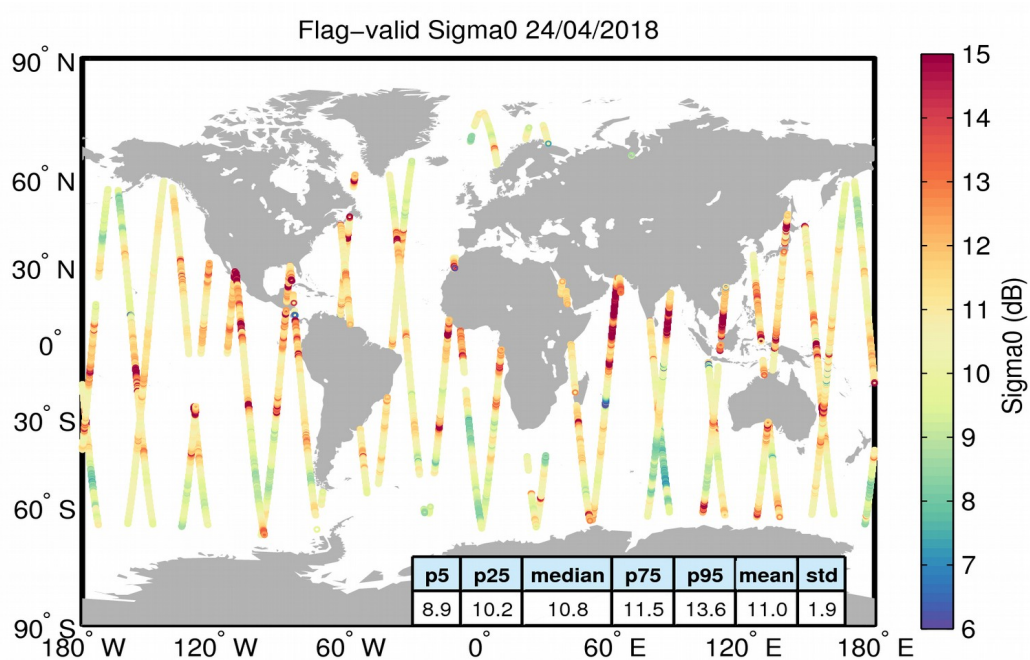 Flag−valid Sigma0 24/04/2018
90° N
60° N
30° N
0°
30° S
60° S
90° S
180° W
120° W
60° W
0°
60° E
120° E
180° E
15
14
13
12
11
10
9
8
7
6
Sigma0 (dB)
p5 p25 median p75 p95 mean std
8.9 10.2 10.8 11.5 13.6 11.0 1.9